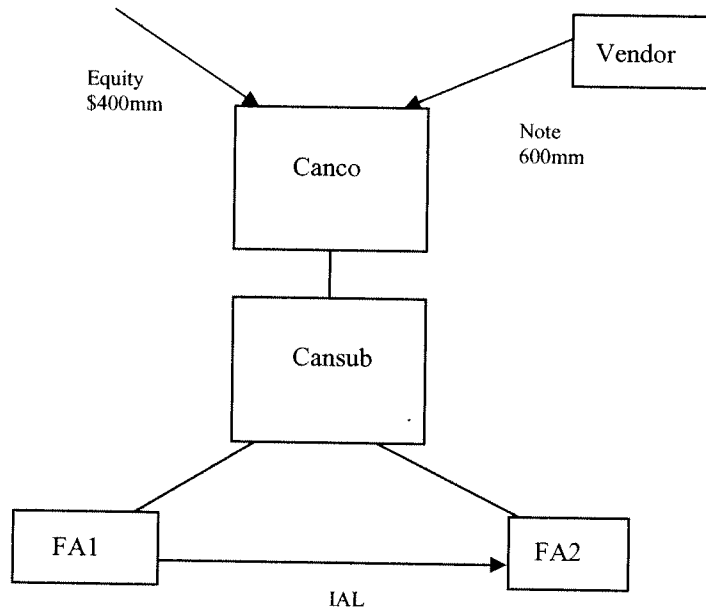 Vendor
Equity
$400mm
Note
600mm
Canco
Cansub
FA1
FA2
IAL